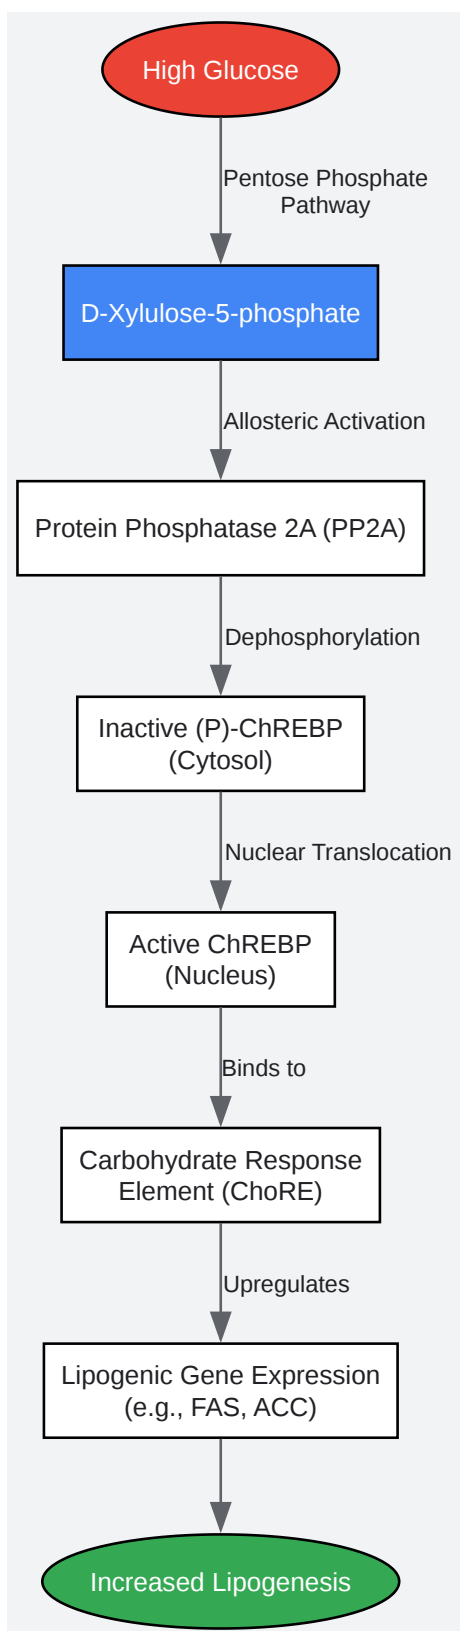 High Glucose
Pentose Phosphate
Pathway
D-Xylulose-5-phosphate
Allosteric Activation
Protein Phosphatase 2A (PP2A)
Dephosphorylation
Inactive (P)-ChREBP
(Cytosol)
Nuclear Translocation
Active ChREBP
(Nucleus)
Binds to
Carbohydrate Response
Element (ChoRE)
Upregulates
Lipogenic Gene Expression
(e.g., FAS, ACC)
Increased Lipogenesis